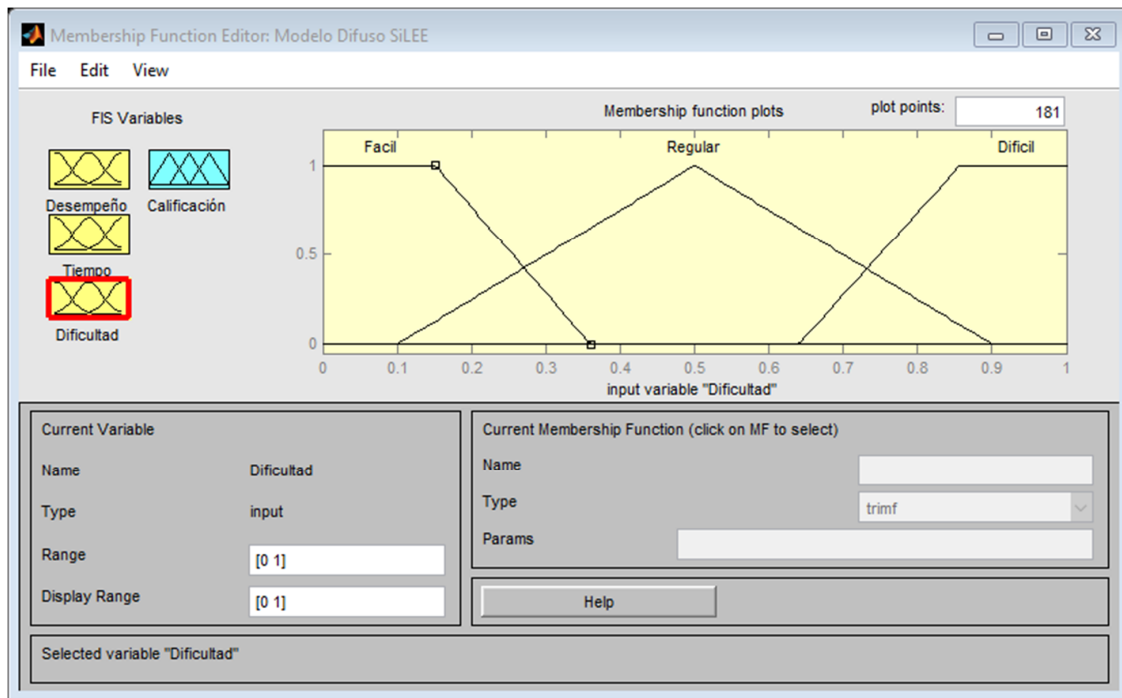 Membership Function Editor: Modelo Difuso SiLEE
File Edit View
FIS Variables
Membership function plots
plot points: 181
Desempeño Calificación
Tiempo
Dificultad
Facil Regular Dificil
1
0.5
0
0 0.1 0.2 0.3 0.4 0.5 0.6 0.7 0.8 0.9 1
input variable "Dificultad"
Current Variable
Name Dificultad
Type input
Range [0 1]
Display Range [0 1]
Current Membership Function (click on MF to select)
Name
Type trimf
Params
Help
Selected variable "Dificultad"